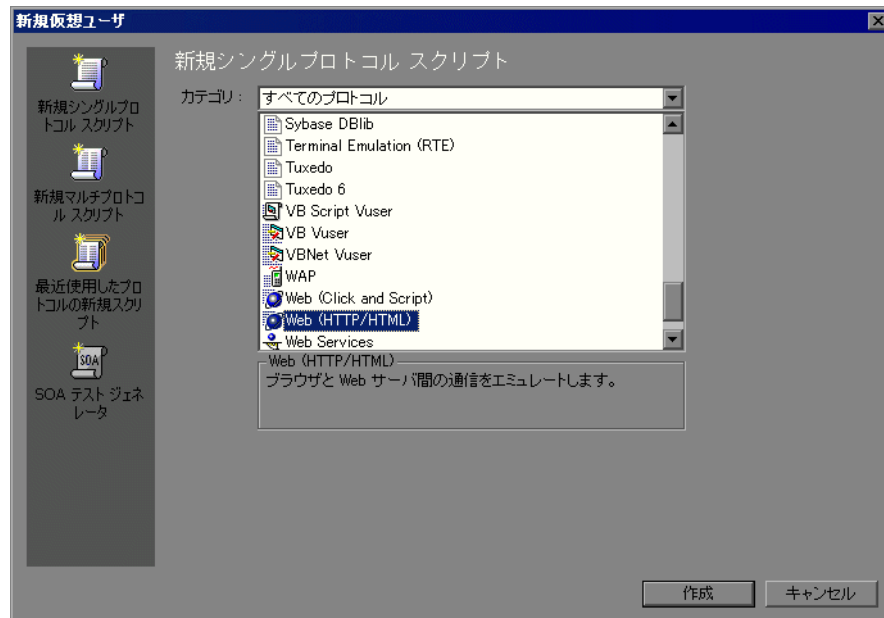 新規仮想ユーザ
新規シングルプロ
トコル スクリプト
新規マルチプロトコ
ル スクリプト
最近使用したプロ
トコルの新規スクリ
プト
SOA
SOA テスト ジェネ
レータ
新規シングルプロトコル スクリプト
カテゴリ :
すべてのプロトコル
Sybase DBlib
Terminal Emulation (RTE)
Tuxedo
Tuxedo 6
VB Script Vuser
VB Vuser
VBNet Vuser
WAP
Web (Click and Script)
Web (HTTP/HTML)
Web Services
Web (HTTP/HTML)
ブラウザと Web サーバ間の通信をエミュレートします。
作成
キャンセル